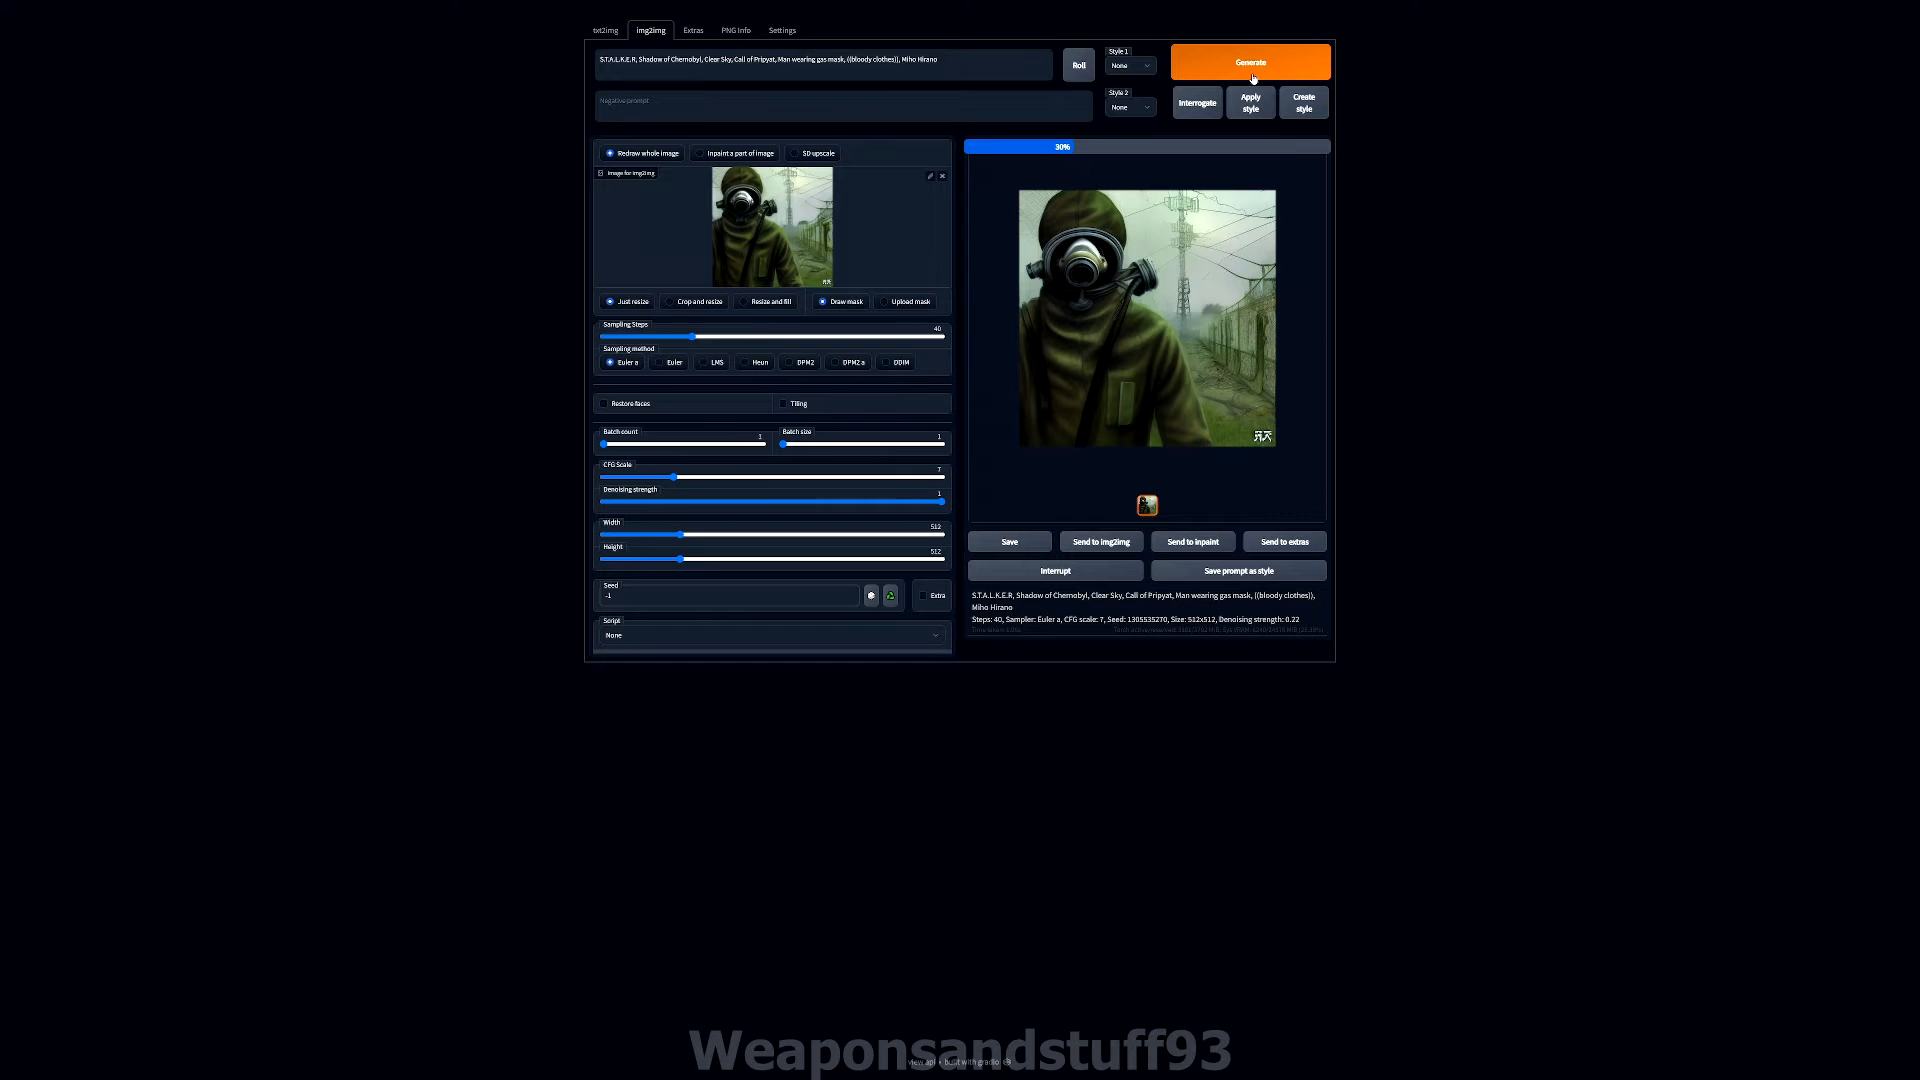 txt2img img2img Extras PNG Info Settings
S.T.A.L.K.E.R, Shadow of Chernobyl, Clear Sky, Call of Pripyat, Man wearing gas mask, ((bloody clothes)), Miho Hirano
Roll
Style 1
None
Generate
Negative prompt
Style 2
None
Interrogate
Apply style
Create style
Redraw whole image Inpaint a part of image SD upscale
Image for img2img
Just resize Crop and resize Resize and fill Draw mask Upload mask
Sampling Steps 40
Sampling method
Euler a Euler LMS Heun DPM2 DPM2 a DDIM
Restore faces Tiling
Batch count 1 Batch size 1
CFG Scale 7
Denoising strength 1
Width 512
Height 512
Seed
-1
Extra
Script
None
30%
Save Send to img2img Send to inpaint Send to extras
Interrupt Save prompt as style
S.T.A.L.K.E.R, Shadow of Chernobyl, Clear Sky, Call of Pripyat, Man wearing gas mask, ((bloody clothes)),
Miho Hirano
Steps: 40, Sampler: Euler a, CFG scale: 7, Seed: 1305535270, Size: 512x512, Denoising strength: 0.22
Weaponsandstuff93
view api • built with gradio